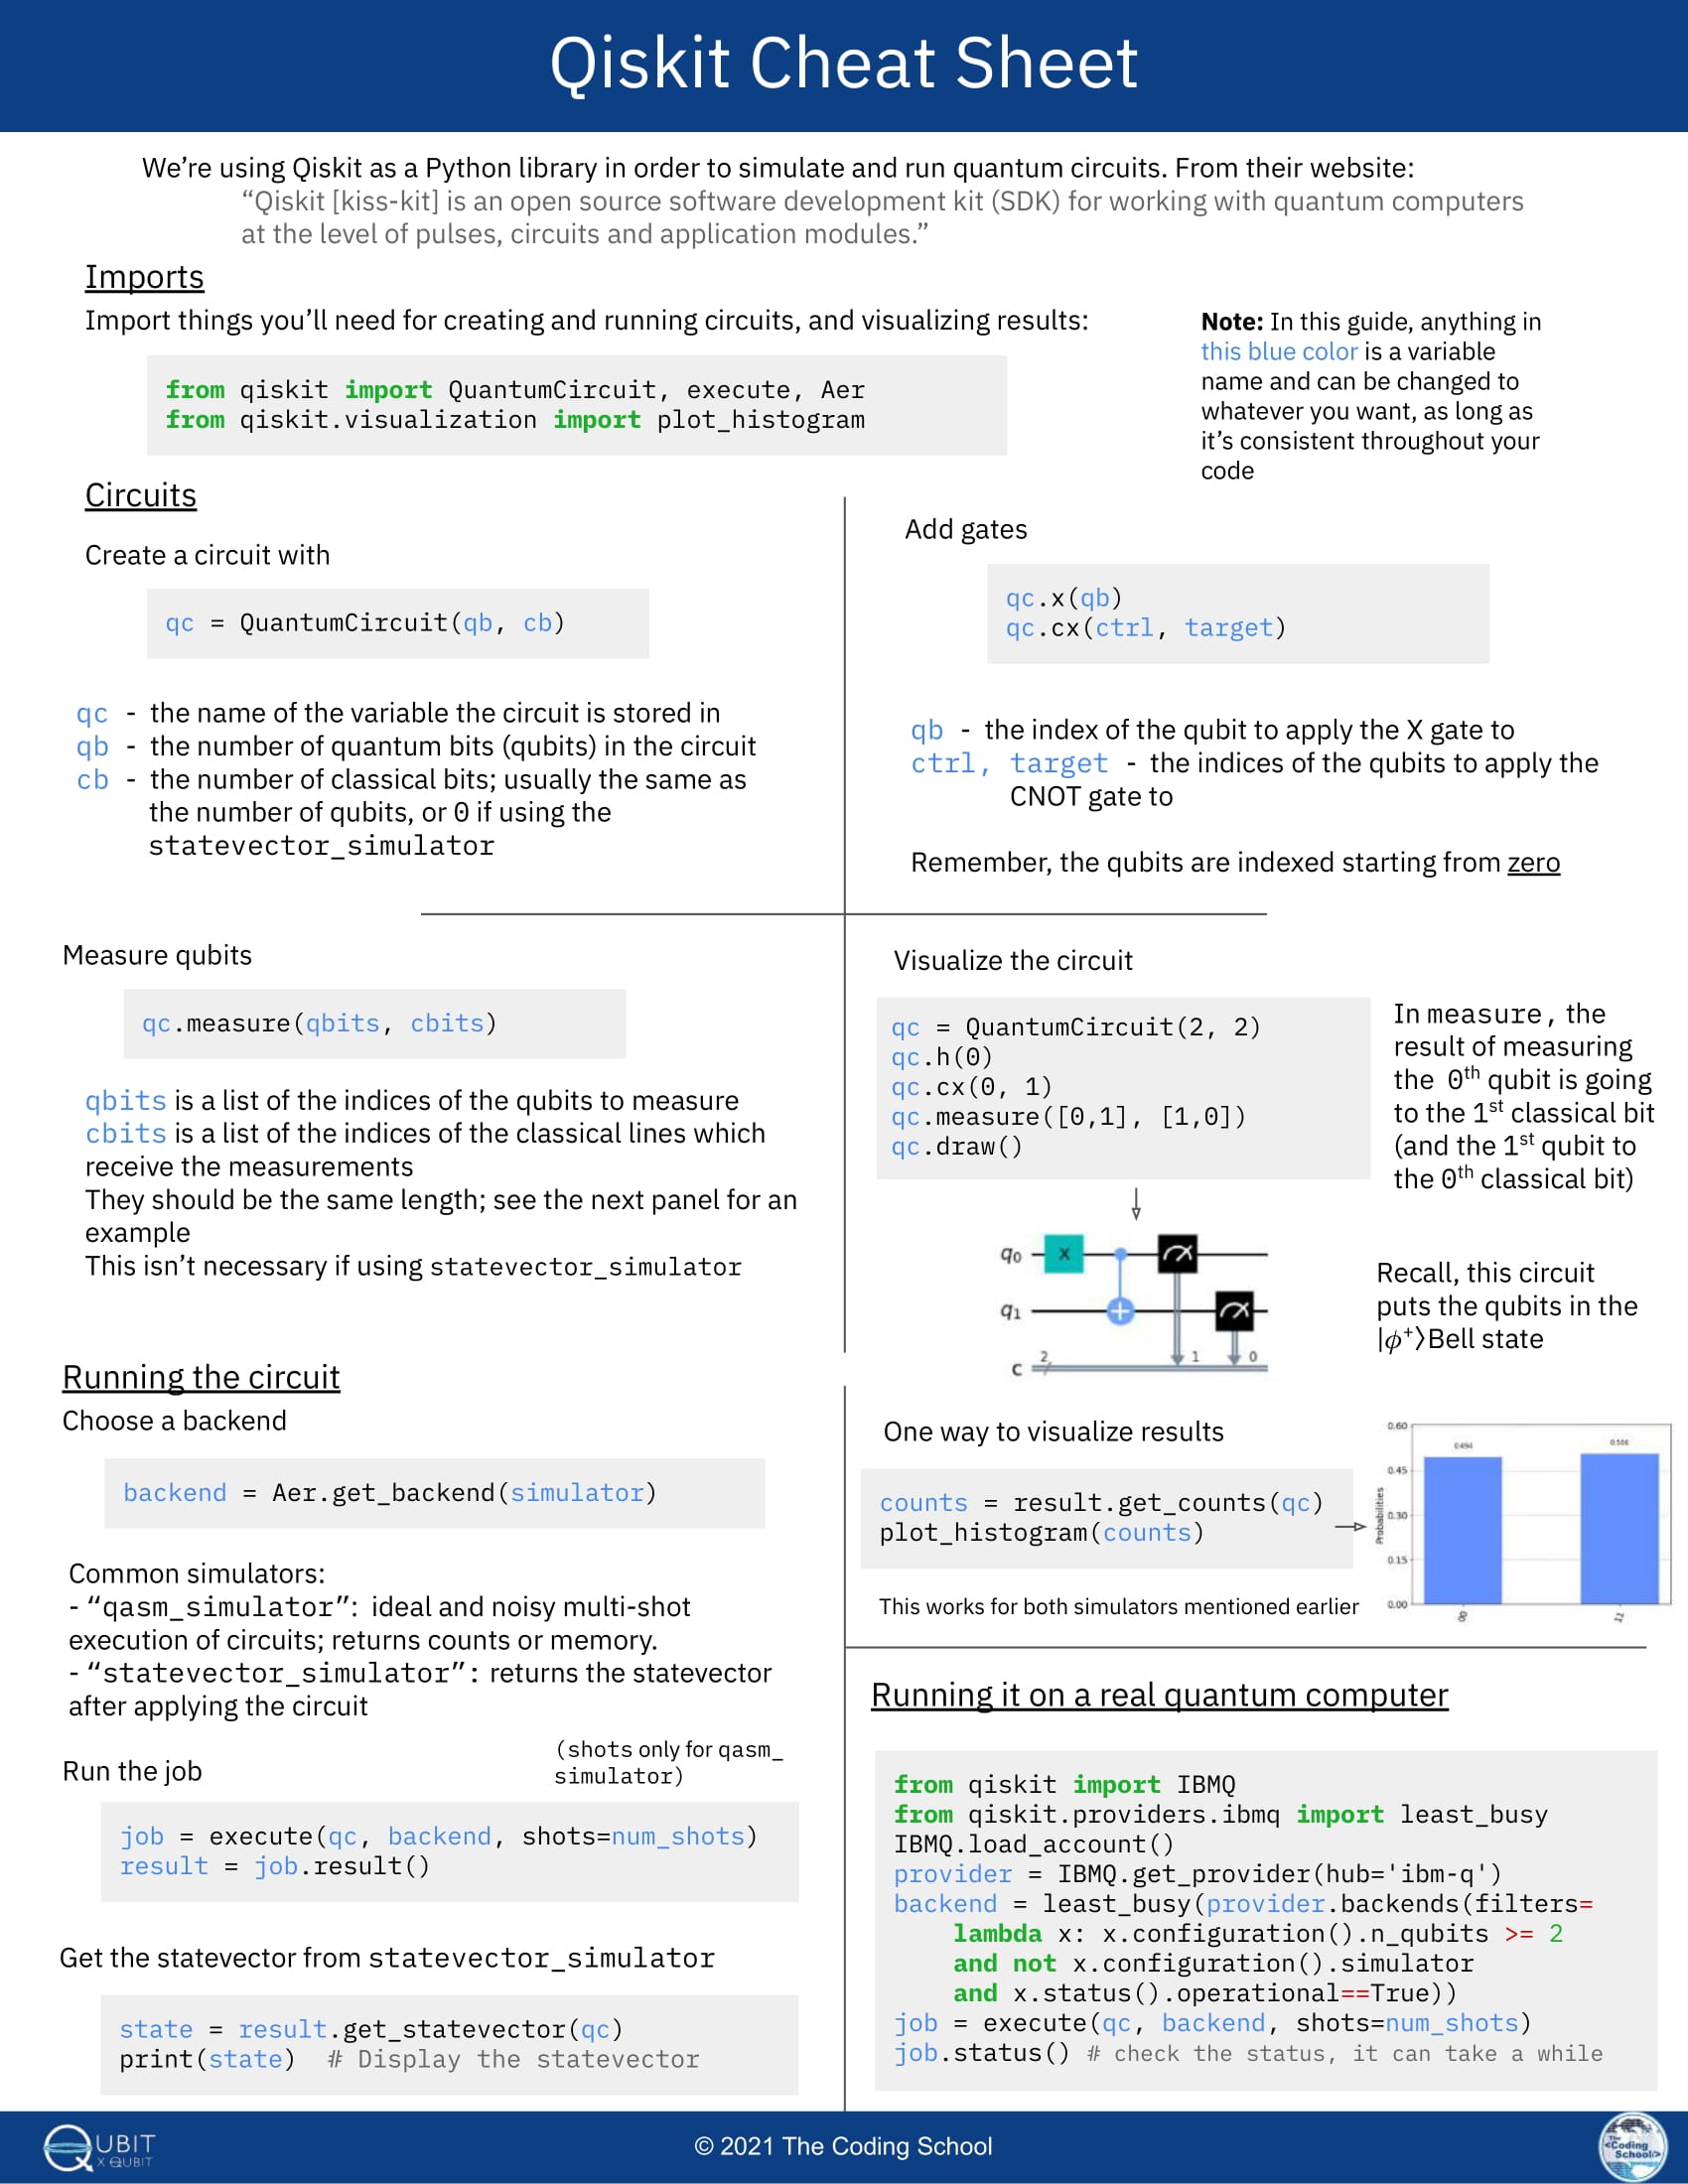 Qiskit Cheat Sheet
We’re using Qiskit as a Python library in order to simulate and run quantum circuits. From their website:
“Qiskit [kiss-kit] is an open source software development kit (SDK) for working with quantum computers
at the level of pulses, circuits and application modules.”
Imports
Import things you’ll need for creating and running circuits, and visualizing results:
from qiskit import QuantumCircuit, execute, Aer
from qiskit.visualization import plot_histogram
Note: In this guide, anything in
this blue color is a variable
name and can be changed to
whatever you want, as long as
it’s consistent throughout your
code
Circuits
Create a circuit with
qc = QuantumCircuit(qb, cb)
qc - the name of the variable the circuit is stored in
qb - the number of quantum bits (qubits) in the circuit
cb - the number of classical bits; usually the same as
the number of qubits, or 0 if using the
statevector_simulator
Add gates
qc.x(qb)
qc.cx(ctrl, target)
qb - the index of the qubit to apply the X gate to
ctrl, target - the indices of the qubits to apply the
CNOT gate to
Remember, the qubits are indexed starting from zero
Measure qubits
qc.measure(qbits, cbits)
qbits is a list of the indices of the qubits to measure
cbits is a list of the indices of the classical lines which
receive the measurements
They should be the same length; see the next panel for an
example
This isn’t necessary if using statevector_simulator
Visualize the circuit
qc = QuantumCircuit(2, 2)
qc.h(0)
qc.cx(0, 1)
qc.measure([0,1], [1,0])
qc.draw()
In measure, the
result of measuring
the 0th qubit is going
to the 1st classical bit
(and the 1st qubit to
the 0th classical bit)
q0 X
q1
c 2 1 0
Recall, this circuit
puts the qubits in the
|ϕ⁺⟩Bell state
Running the circuit
Choose a backend
backend = Aer.get_backend(simulator)
Common simulators:
- “qasm_simulator”: ideal and noisy multi-shot
execution of circuits; returns counts or memory.
- “statevector_simulator”: returns the statevector
after applying the circuit
Run the job
(shots only for qasm_
simulator)
job = execute(qc, backend, shots=num_shots)
result = job.result()
Get the statevector from statevector_simulator
state = result.get_statevector(qc)
print(state) # Display the statevector
One way to visualize results
counts = result.get_counts(qc)
plot_histogram(counts)
This works for both simulators mentioned earlier
Probabilities
0.60
0.45
0.30
0.15
0.00
0.494
0.506
00
11
Running it on a real quantum computer
from qiskit import IBMQ
from qiskit.providers.ibmq import least_busy
IBMQ.load_account()
provider = IBMQ.get_provider(hub='ibm-q')
backend = least_busy(provider.backends(filters=
lambda x: x.configuration().n_qubits >= 2
and not x.configuration().simulator
and x.status().operational==True))
job = execute(qc, backend, shots=num_shots)
job.status() # check the status, it can take a while
QUBIT
X QUBIT
© 2021 The Coding School
The
<Coding
School/>